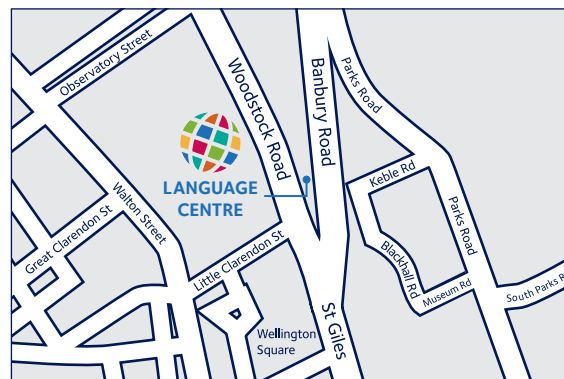 Observatory Street
Woodstock Road
Banbury Road
Parks Road
LANGUAGE
CENTRE
Keble Rd
Walton Street
Great Clarendon St
Little Clarendon St
Blackhall Rd
Parks Road
Museum Rd
South Parks R
Wellington
Square
St Giles